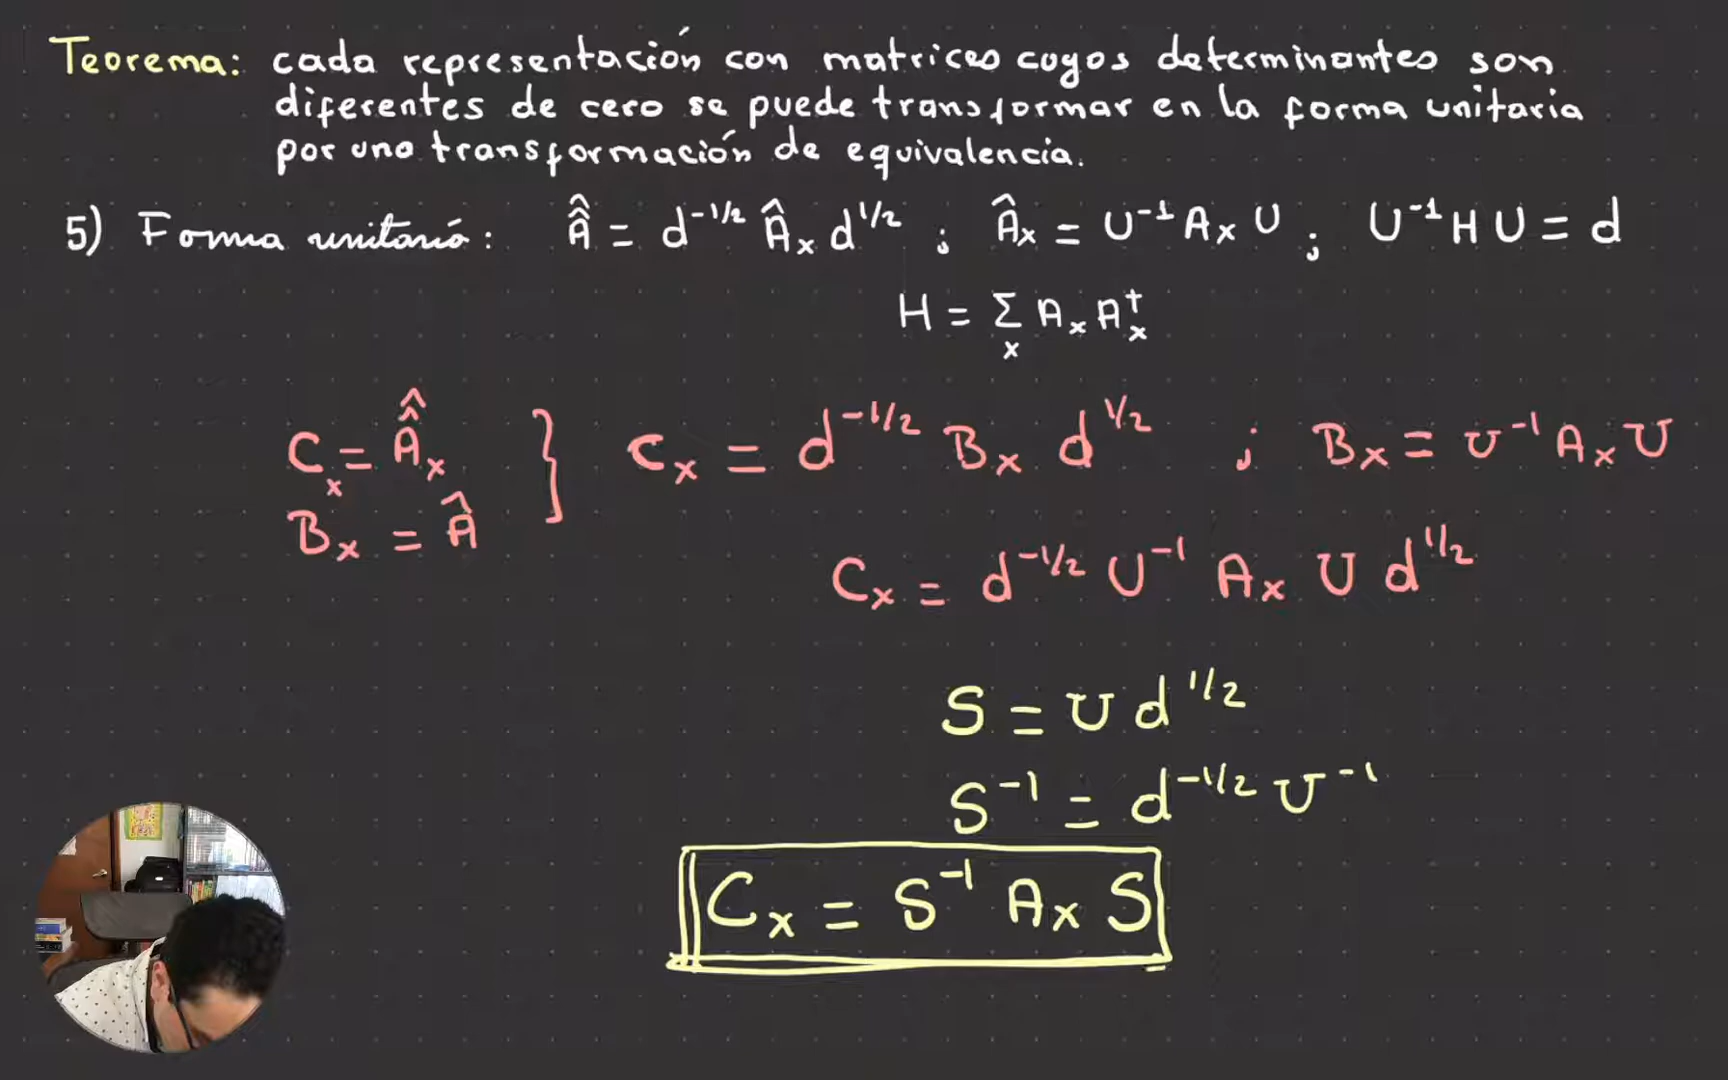 Teorema: cada representación con matrices cuyos determinantes son
diferentes de cero se puede transformar en la forma unitaria
por una transformación de equivalencia.
5) Forma unitaria: Â̂ = d^{-1/2} Â_x d^{1/2} ; Â_x = U^{-1} A_x U ; U^{-1} H U = d
H = Σ_x A_x A_x^†
C_x = Â̂_x } C_x = d^{-1/2} B_x d^{1/2} ; B_x = U^{-1} A_x U
B_x = Â
C_x = d^{-1/2} U^{-1} A_x U d^{1/2}
S = U d^{1/2}
S^{-1} = d^{-1/2} U^{-1}
C_x = S^{-1} A_x S